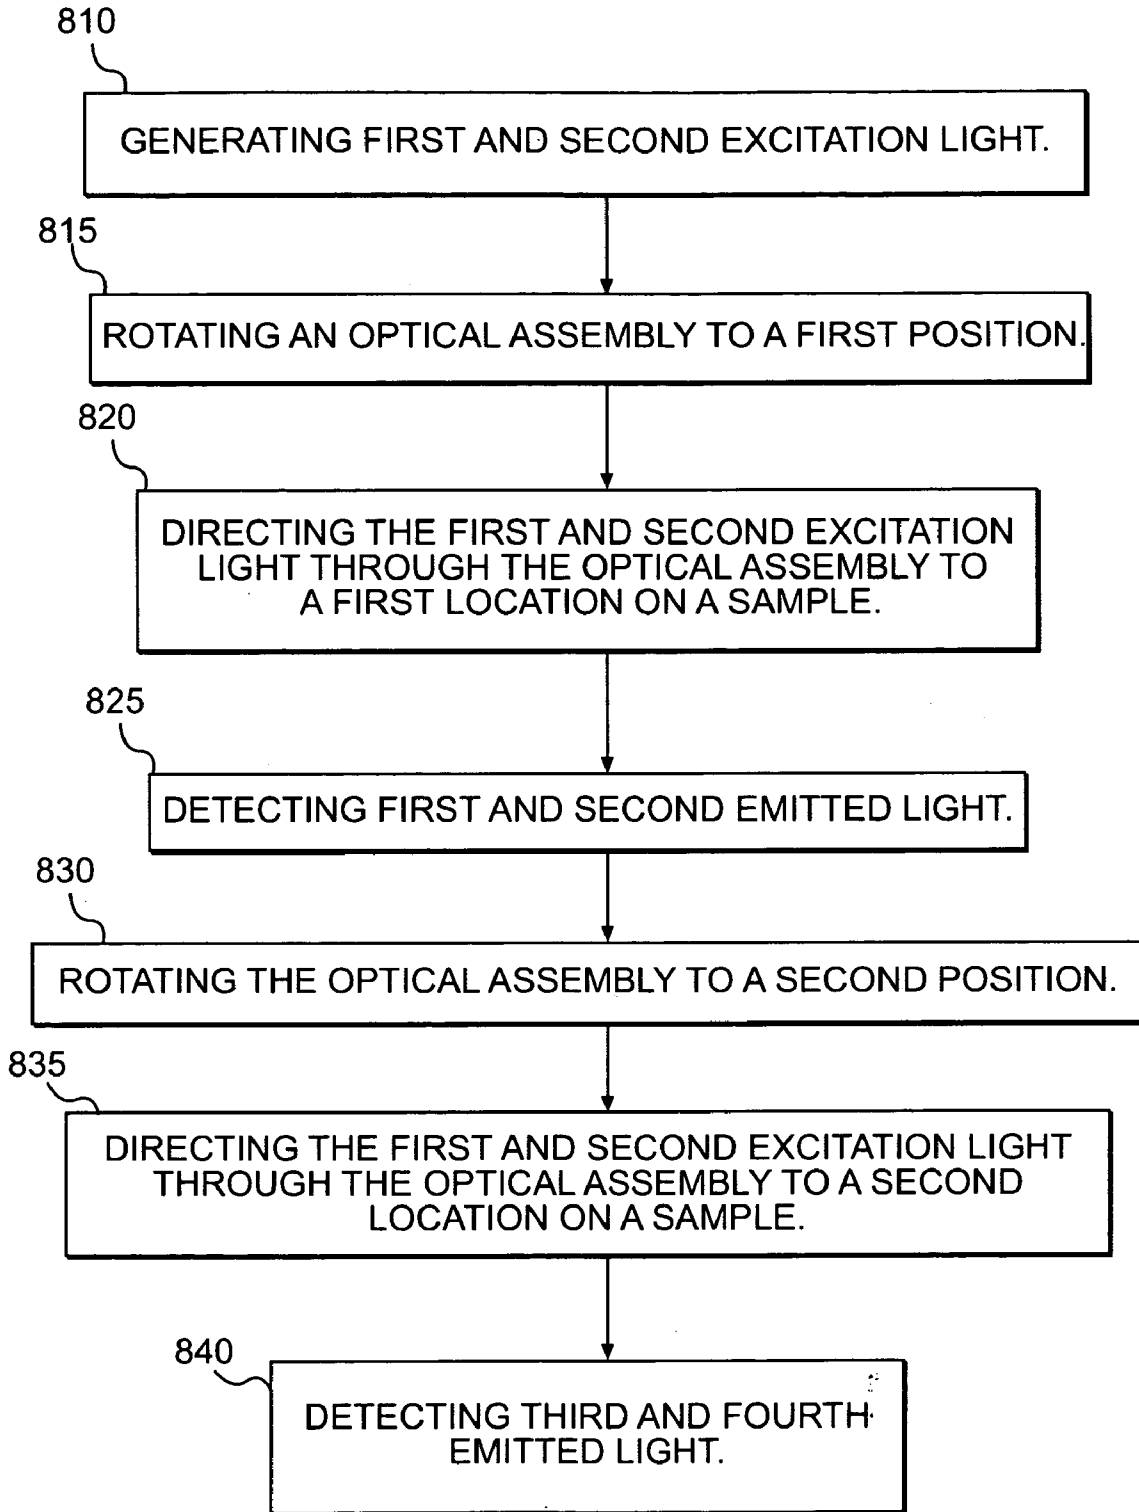 810
GENERATING FIRST AND SECOND EXCITATION LIGHT.
815
ROTATING AN OPTICAL ASSEMBLY TO A FIRST POSITION.
820
DIRECTING THE FIRST AND SECOND EXCITATION
LIGHT THROUGH THE OPTICAL ASSEMBLY TO
A FIRST LOCATION ON A SAMPLE.
825
DETECTING FIRST AND SECOND EMITTED LIGHT.
830
ROTATING THE OPTICAL ASSEMBLY TO A SECOND POSITION.
835
DIRECTING THE FIRST AND SECOND EXCITATION LIGHT
THROUGH THE OPTICAL ASSEMBLY TO A SECOND
LOCATION ON A SAMPLE.
840
DETECTING THIRD AND FOURTH
EMITTED LIGHT.